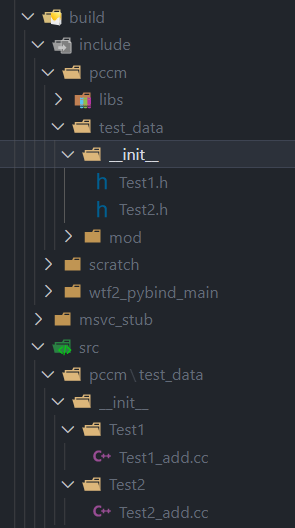 build
include
pccm
libs
test_data
__init__
Test1.h
Test2.h
mod
scratch
wtf2_pybind_main
msvc_stub
src
pccm\test_data
__init__
Test1
Test1_add.cc
Test2
Test2_add.cc